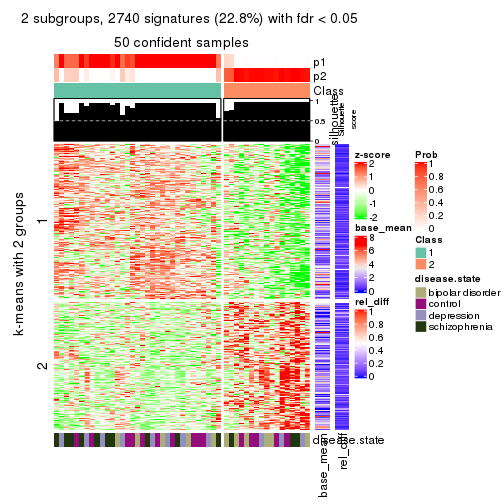 2 subgroups, 2740 signatures (22.8%) with fdr < 0.05
50 confident samples
p1
p2
Class
1
0.5
0
silhouette
Silhouette
score
k-means with 2 groups
1
2
disease.state
base_mean
rel_diff
z-score
2
1
0
-1
-2
base_mean
8
6
4
2
0
rel_diff
1
0.8
0.6
0.4
0.2
0
Prob
1
0.8
0.6
0.4
0.2
0
Class
1
2
disease.state
bipolar disorder
control
depression
schizophrenia